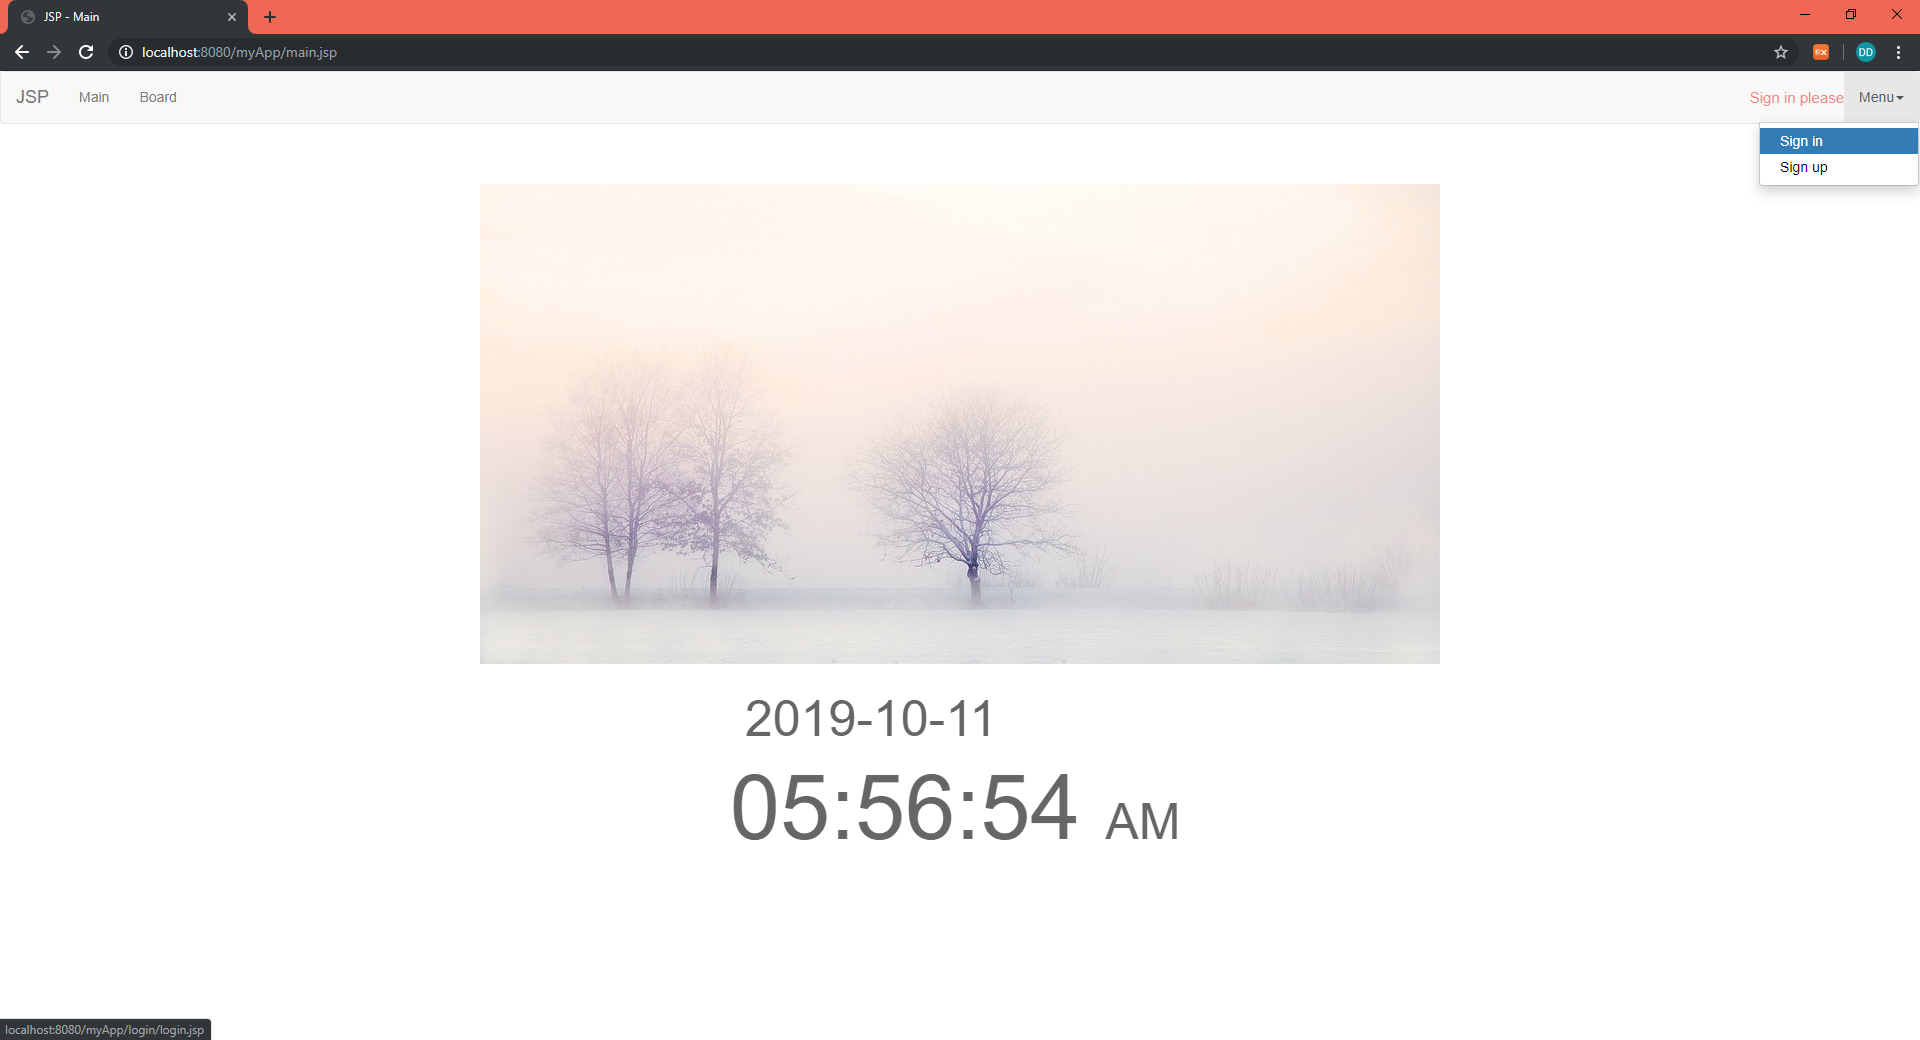 JSP - Main
localhost:8080/myApp/main.jsp
DD
JSP Main Board Sign in please Menu
Sign in
Sign up
2019-10-11
05:56:54 AM
localhost:8080/myApp/login/login.jsp